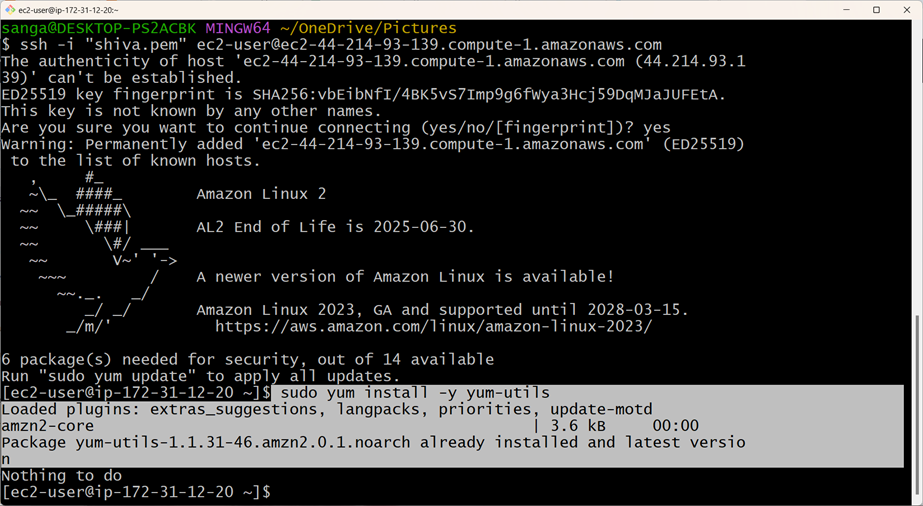 ec2-user@ip-172-31-12-20:~
sanga@DESKTOP-PS2ACBK MINGW64 ~/OneDrive/Pictures
$ ssh -i "shiva.pem" ec2-user@ec2-44-214-93-139.compute-1.amazonaws.com
The authenticity of host 'ec2-44-214-93-139.compute-1.amazonaws.com (44.214.93.1
39)' can't be established.
ED25519 key fingerprint is SHA256:vbEibNfI/4BK5vS7Imp9g6fWya3Hcj59DqMJaJUFEtA.
This key is not known by any other names.
Are you sure you want to continue connecting (yes/no/[fingerprint])? yes
Warning: Permanently added 'ec2-44-214-93-139.compute-1.amazonaws.com' (ED25519)
 to the list of known hosts.
   ,     #_
   ~\_  ####_        Amazon Linux 2
  ~~  \_#####\
  ~~     \###|       AL2 End of Life is 2025-06-30.
  ~~       \#/ ___
   ~~       V~' '->
    ~~~         /    A newer version of Amazon Linux is available!
      ~~._.   _/
         _/ _/       Amazon Linux 2023, GA and supported until 2028-03-15.
       _/m/'           https://aws.amazon.com/linux/amazon-linux-2023/
6 package(s) needed for security, out of 14 available
Run "sudo yum update" to apply all updates.
[ec2-user@ip-172-31-12-20 ~]$ sudo yum install -y yum-utils
Loaded plugins: extras_suggestions, langpacks, priorities, update-motd
amzn2-core                                               | 3.6 kB     00:00
Package yum-utils-1.1.31-46.amzn2.0.1.noarch already installed and latest versio
n
Nothing to do
[ec2-user@ip-172-31-12-20 ~]$